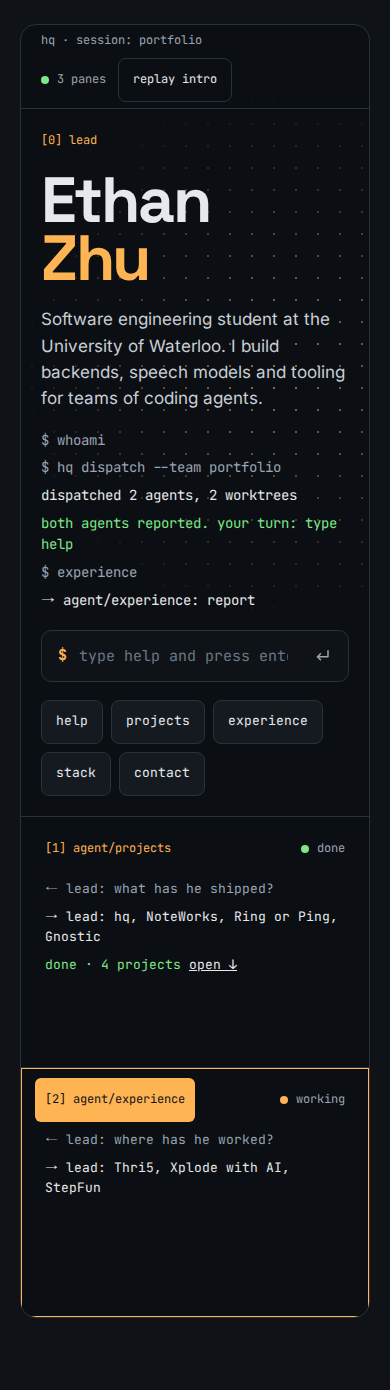 hq · session: portfolio
3 panes
replay intro
[0] lead
Ethan
Zhu
Software engineering student at the
University of Waterloo. I build
backends, speech models and tooling
for teams of coding agents.
$ whoami
$ hq dispatch --team portfolio
dispatched 2 agents, 2 worktrees
both agents reported. your turn: type
help
$ experience
→ agent/experience: report
$ type help and press ent
help
projects
experience
stack
contact
[1] agent/projects
done
← lead: what has he shipped?
→ lead: hq, NoteWorks, Ring or Ping,
Gnostic
done · 4 projects open ↓
[2] agent/experience
working
← lead: where has he worked?
→ lead: Thri5, Xplode with AI,
StepFun